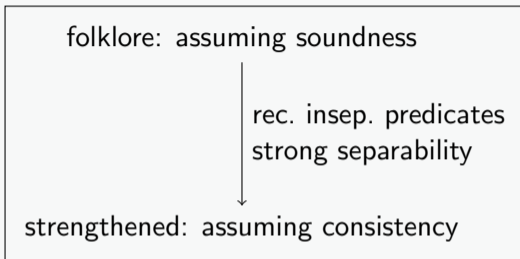 folklore: assuming soundness
rec. insep. predicates
strong separability
strengthened: assuming consistency